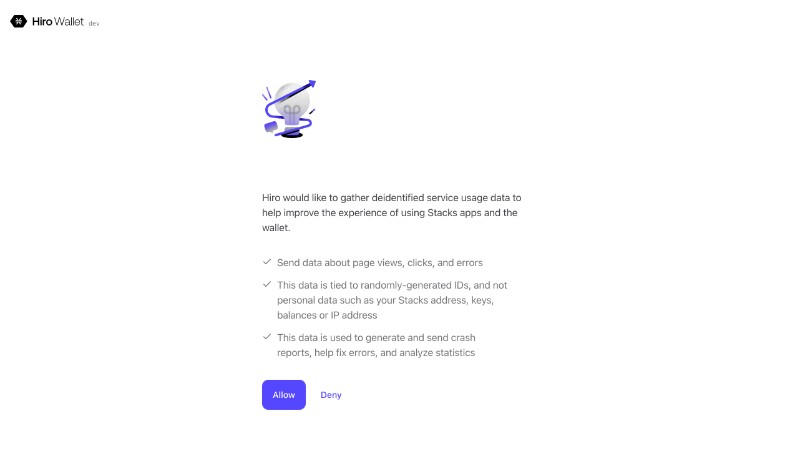 Hiro Wallet dev
Hiro would like to gather deidentified service usage data to
help improve the experience of using Stacks apps and the
wallet.
Send data about page views, clicks, and errors
This data is tied to randomly-generated IDs, and not
personal data such as your Stacks address, keys,
balances or IP address
This data is used to generate and send crash
reports, help fix errors, and analyze statistics
Allow Deny